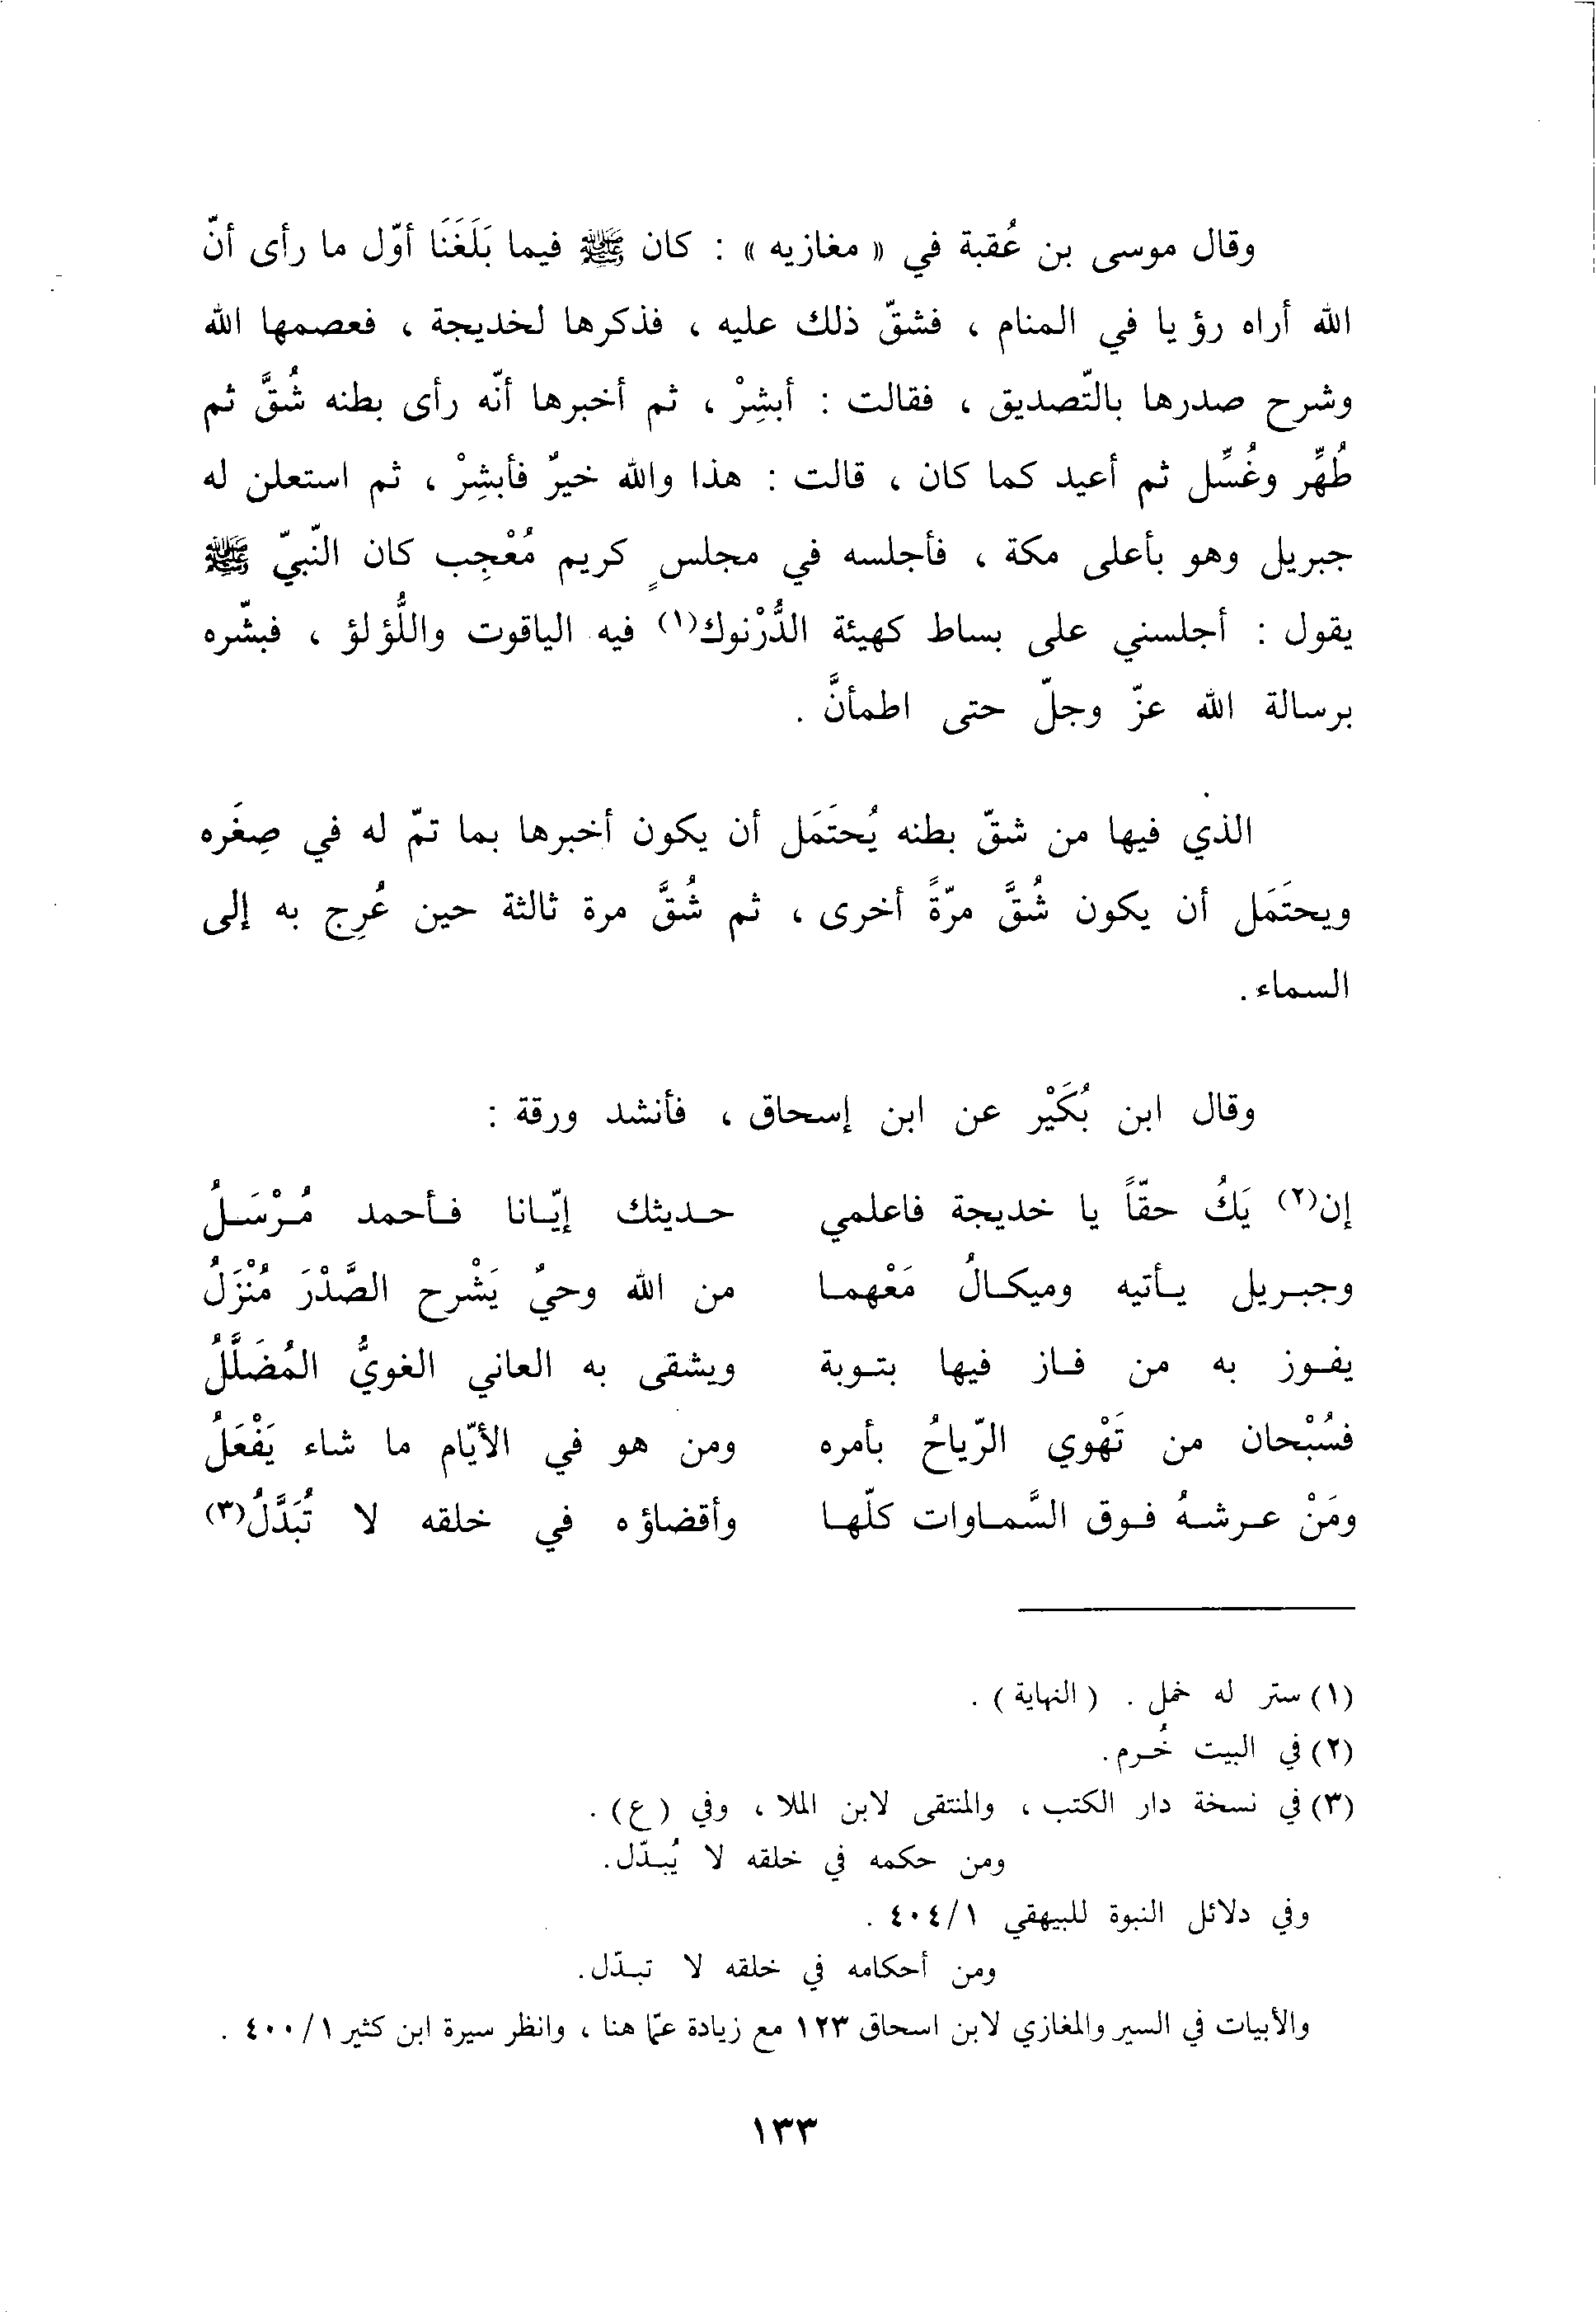 وقال موسى بن عُقبة في « مغازيه » : كان ﷺ فيما بَلَغَنَا أوّل ما رأى أنّ
الله أراه رؤيا في المنام ، فشقّ ذلك عليه ، فذكرها لخديجة ، فعصمها الله
وشرح صدرها بالتّصديق ، فقالت : أبشِرْ ، ثم أخبرها أنّه رأى بطنه شُقَّ ثم
طُهِّر وغُسِّل ثم أعيد كما كان ، قالت : هذا والله خيرٌ فأبشِرْ ، ثم استعلن له
جبريل وهو بأعلى مكة ، فأجلسه في مجلسٍ كريم مُعْجِب كان النّبيّ ﷺ
يقول : أجلسني على بساط كهيئة الدُّرْنوك(١) فيه الياقوت واللُّؤلؤ ، فبشّره
برسالة الله عزّ وجلّ حتى اطمأنَّ .
الذي فيها من شقّ بطنه يُحتَمَل أن يكون أخبرها بما تمّ له في صِغَره
ويحتَمَل أن يكون شُقَّ مرّةً أخرى ، ثم شُقَّ مرة ثالثة حين عُرِج به إلى
السماء .
وقال ابن بُكَيْر عن ابن إسحاق ، فأنشد ورقة :
إن(٢) يَكُ حقّاً يا خديجة فاعلمي حديثك إيّانا فأحمد مُرْسَلُ
وجبريل يأتيه وميكالُ مَعْهما من الله وحيٌ يَشْرح الصَّدْرَ مُنْزَلُ
يفوز به من فاز فيها بتوبة ويشقى به العاني الغويُّ المُضَلَّلُ
فسُبْحان من تَهْوي الرّياحُ بأمره ومن هو في الأيّام ما شاء يَفْعَلُ
ومَنْ عرشهُ فوق السَّماوات كلّها وأقضاؤه في خلقه لا تُبَدَّلُ(٣)
(١) ستر له خمل . (النهاية) .
(٢) في البيت خُرم .
(٣) في نسخة دار الكتب ، والمنتقى لابن الملا ، وفي (ع) .
ومن حكمه في خلقه لا يُبدّل .
وفي دلائل النبوة للبيهقي ٤٠٤/١ .
ومن أحكامه في خلقه لا تبدّل .
والأبيات في السير والمغازي لابن اسحاق ١٢٣ مع زيادة عمّا هنا ، وانظر سيرة ابن كثير ٤٠٠/١ .
١٣٣